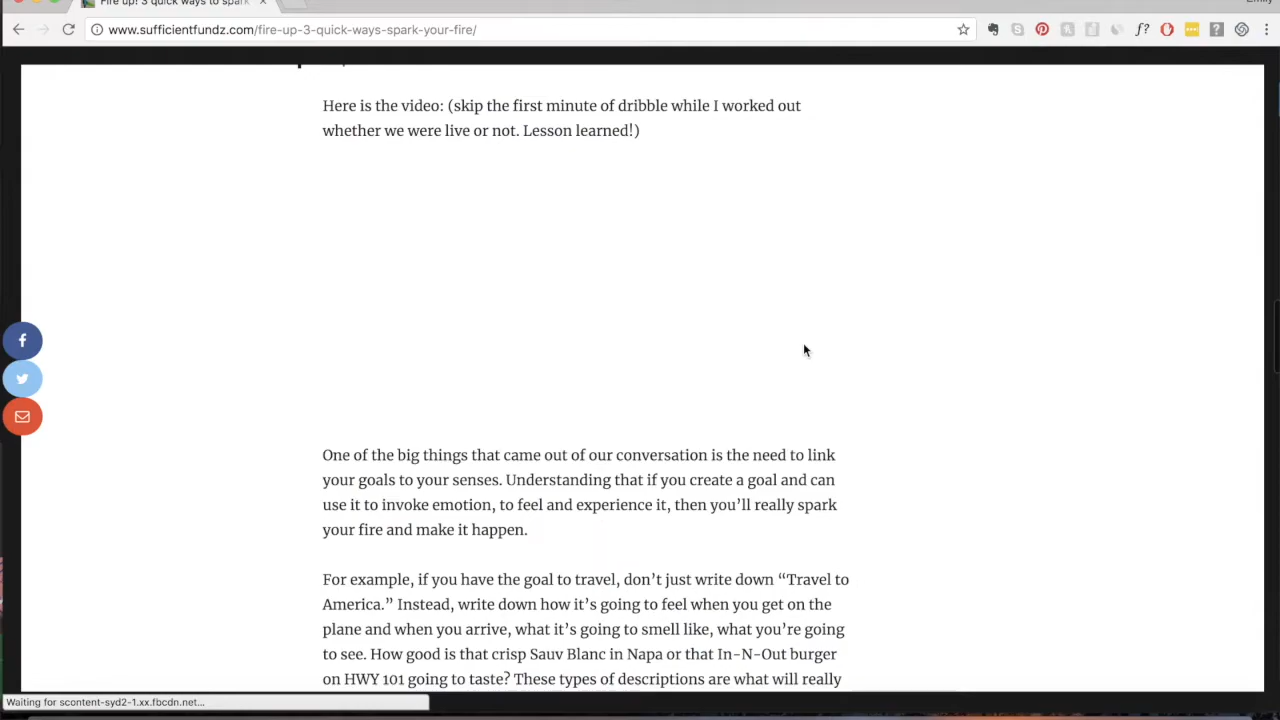 Fire up! 3 quick ways to spark
www.sufficientfundz.com/fire-up-3-quick-ways-spark-your-fire/
f?
Here is the video: (skip the first minute of dribble while I worked out
whether we were live or not. Lesson learned!)
One of the big things that came out of our conversation is the need to link
your goals to your senses. Understanding that if you create a goal and can
use it to invoke emotion, to feel and experience it, then you’ll really spark
your fire and make it happen.
For example, if you have the goal to travel, don’t just write down “Travel to
America.” Instead, write down how it’s going to feel when you get on the
plane and when you arrive, what it’s going to smell like, what you’re going
to see. How good is that crisp Sauv Blanc in Napa or that In-N-Out burger
on HWY 101 going to taste? These types of descriptions are what will really
Waiting for scontent-syd2-1.xx.fbcdn.net...